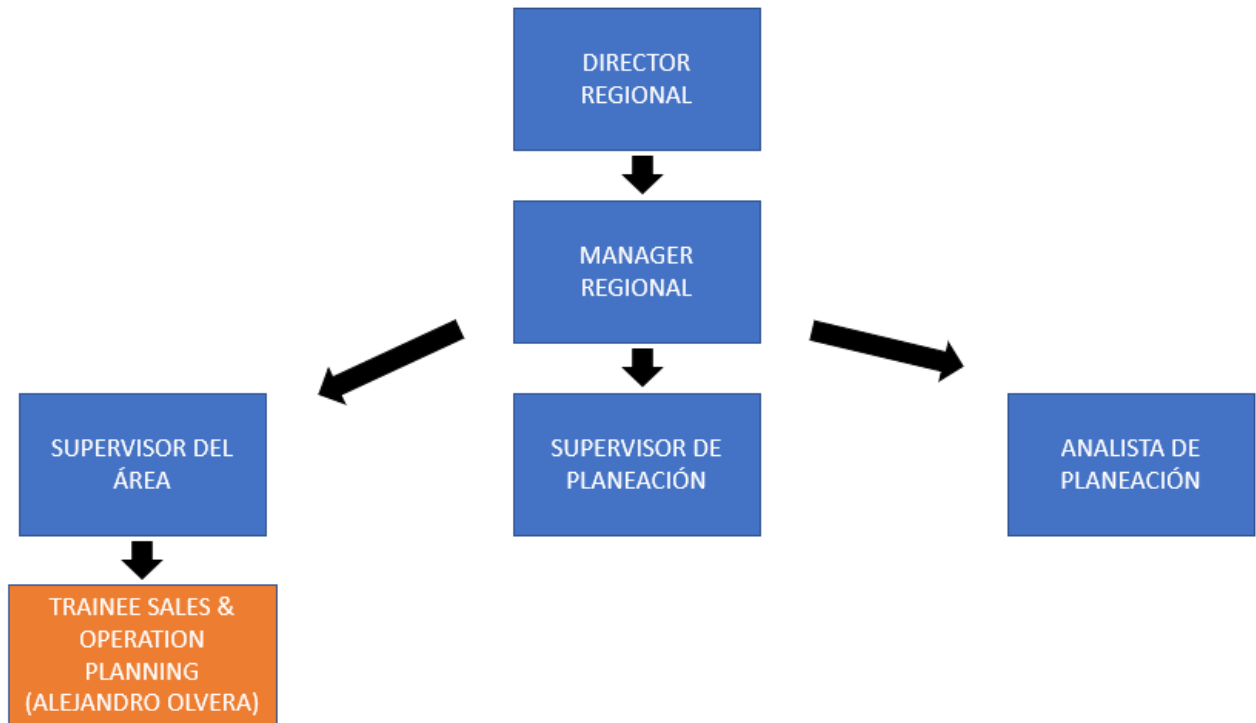 DIRECTOR
REGIONAL
MANAGER
REGIONAL
SUPERVISOR DEL
ÁREA
SUPERVISOR DE
PLANEACIÓN
ANALISTA DE
PLANEACIÓN
TRAINEE SALES &
OPERATION
PLANNING
(ALEJANDRO OLVERA)